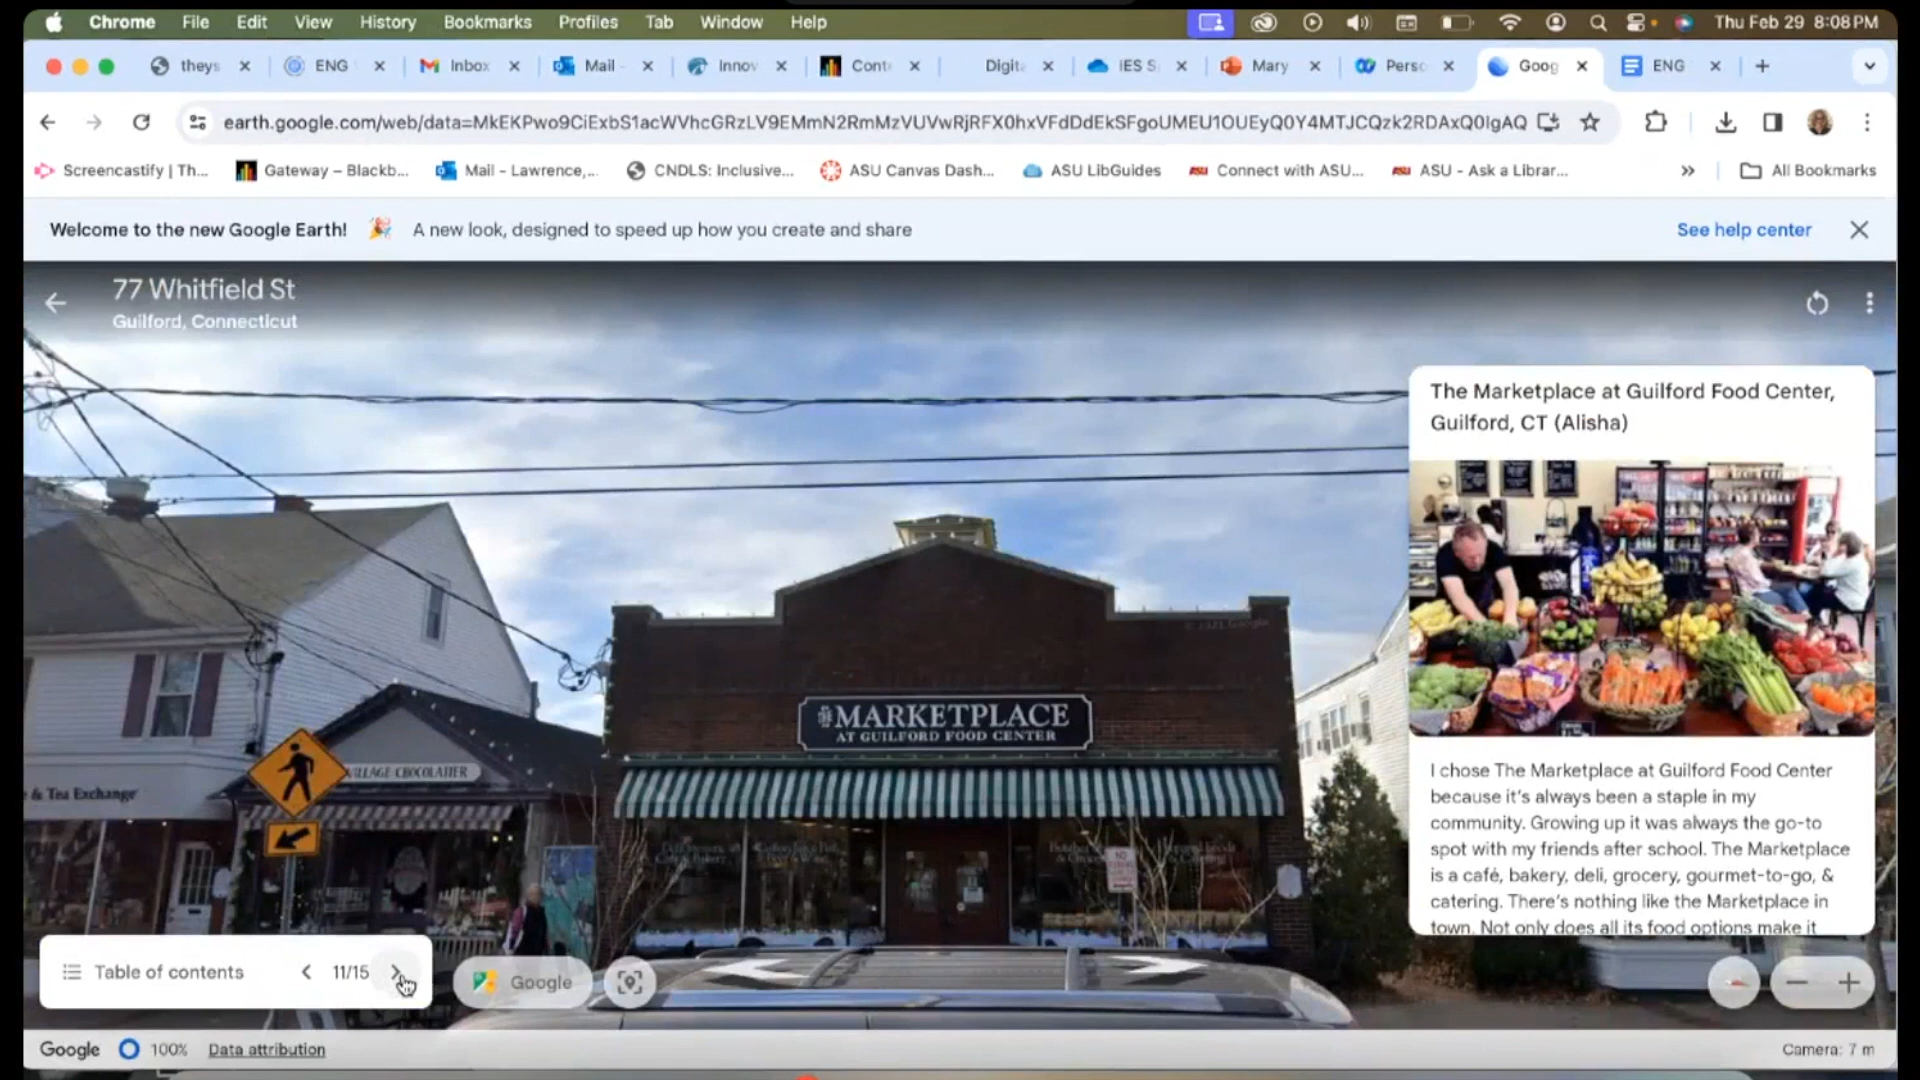 Chrome File Edit View History Bookmarks Profiles Tab Window Help Thu Feb 29 8:08 PM
theys ENG Inbox Mail Innov Cont Digita IES S Mary Perso Goog ENG
earth.google.com/web/data=MkEKPwo9CiExbS1acWVhcGRzLV9EMmN2RmMzVUVwRjRFX0hxVFdDdEkSFgoUMEU1OUEyQ0Y4MTJCQzk2RDAxQ0IgAQ
Screencastify | Th... Gateway – Blackb... Mail - Lawrence,... CNDLS: Inclusive... ASU Canvas Dash... ASU LibGuides Connect with ASU... ASU - Ask a Librar... » All Bookmarks
Welcome to the new Google Earth! A new look, designed to speed up how you create and share See help center
77 Whitfield St
Guilford, Connecticut
The Marketplace at Guilford Food Center,
Guilford, CT (Alisha)
MARKETPLACE
AT GUILFORD FOOD CENTER
VILLAGE CHOCOLATIER
& Tea Exchange
I chose The Marketplace at Guilford Food Center
because it's always been a staple in my
community. Growing up it was always the go-to
spot with my friends after school. The Marketplace
is a café, bakery, deli, grocery, gourmet-to-go, &
catering. There's nothing like the Marketplace in
town. Not only does all its food options make it
Table of contents 11/15
Google
Google 100% Data attribution Camera: 7 m